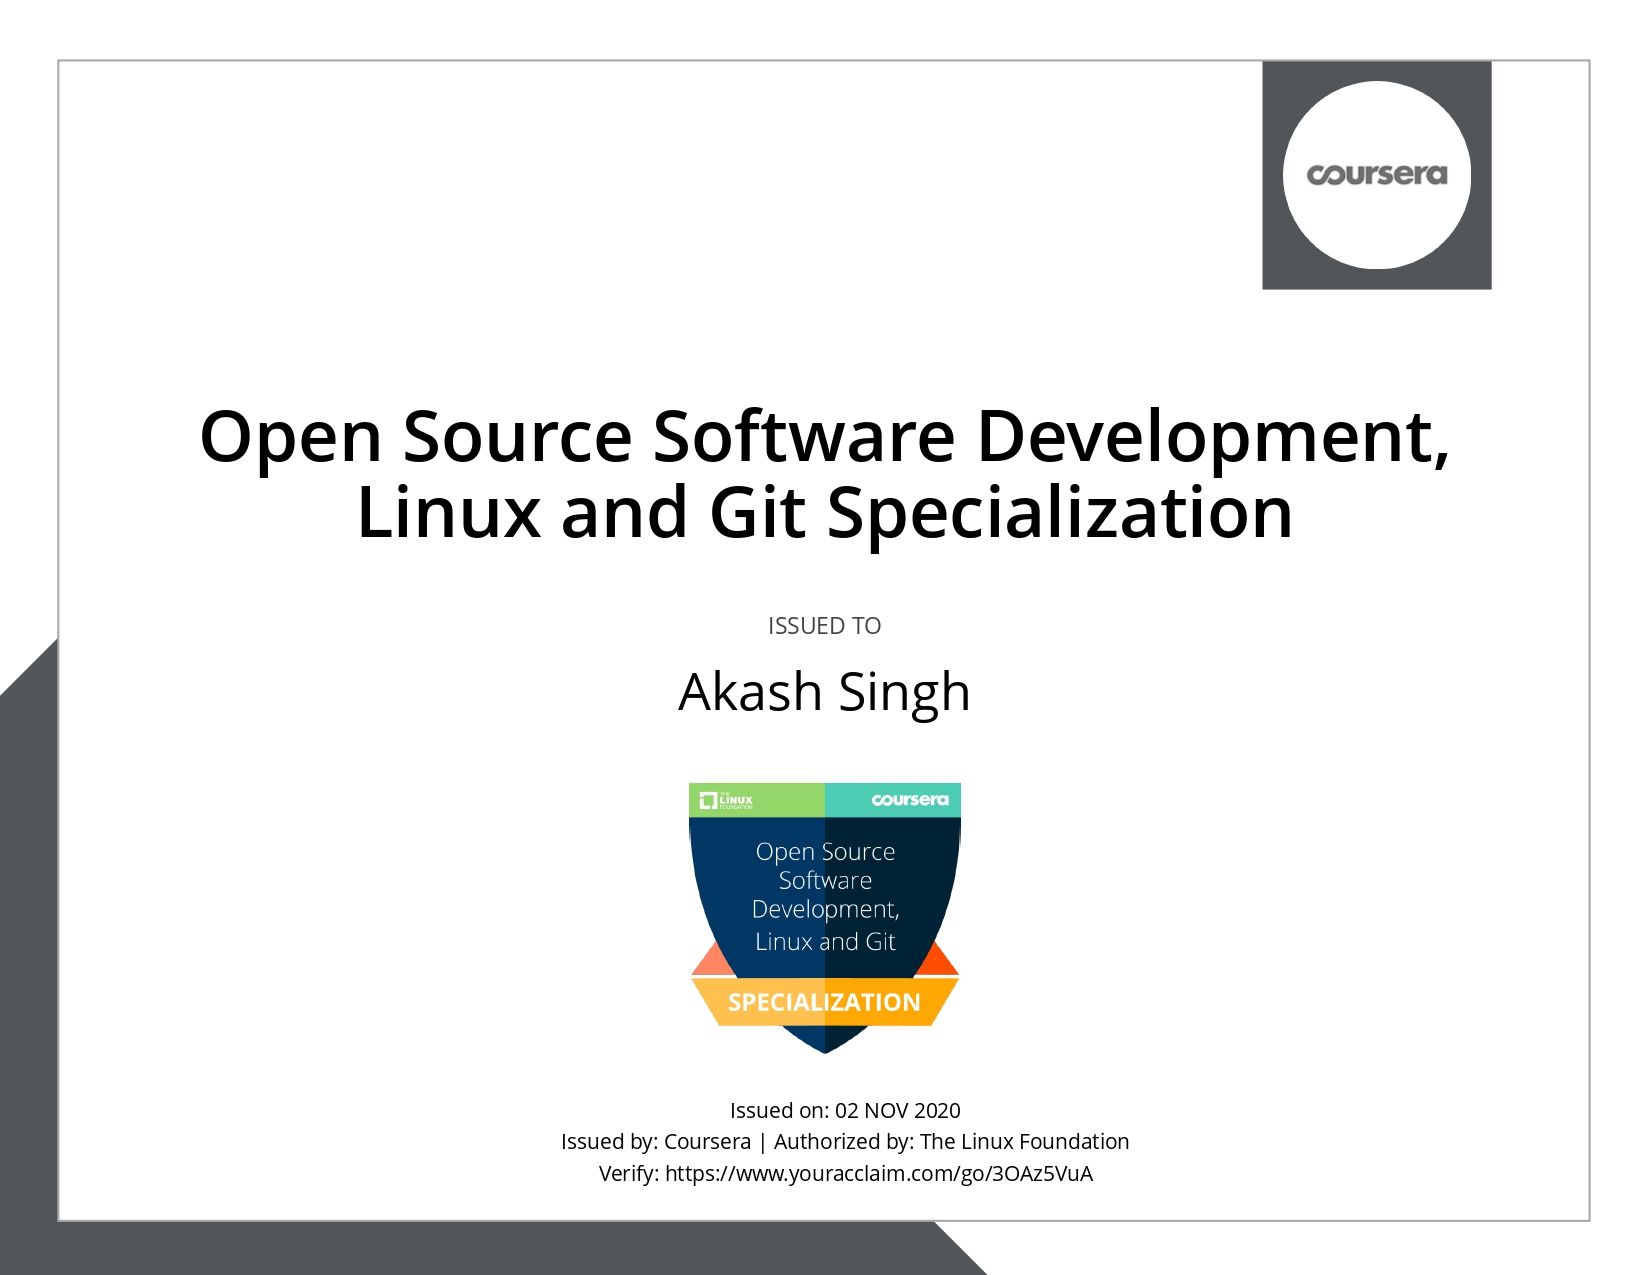 coursera
Open Source Software Development,
Linux and Git Specialization
ISSUED TO
Akash Singh
THE
LINUX
FOUNDATION
coursera
Open Source
Software
Development,
Linux and Git
SPECIALIZATION
Issued on: 02 NOV 2020
Issued by: Coursera | Authorized by: The Linux Foundation
Verify: https://www.youracclaim.com/go/3OAz5VuA